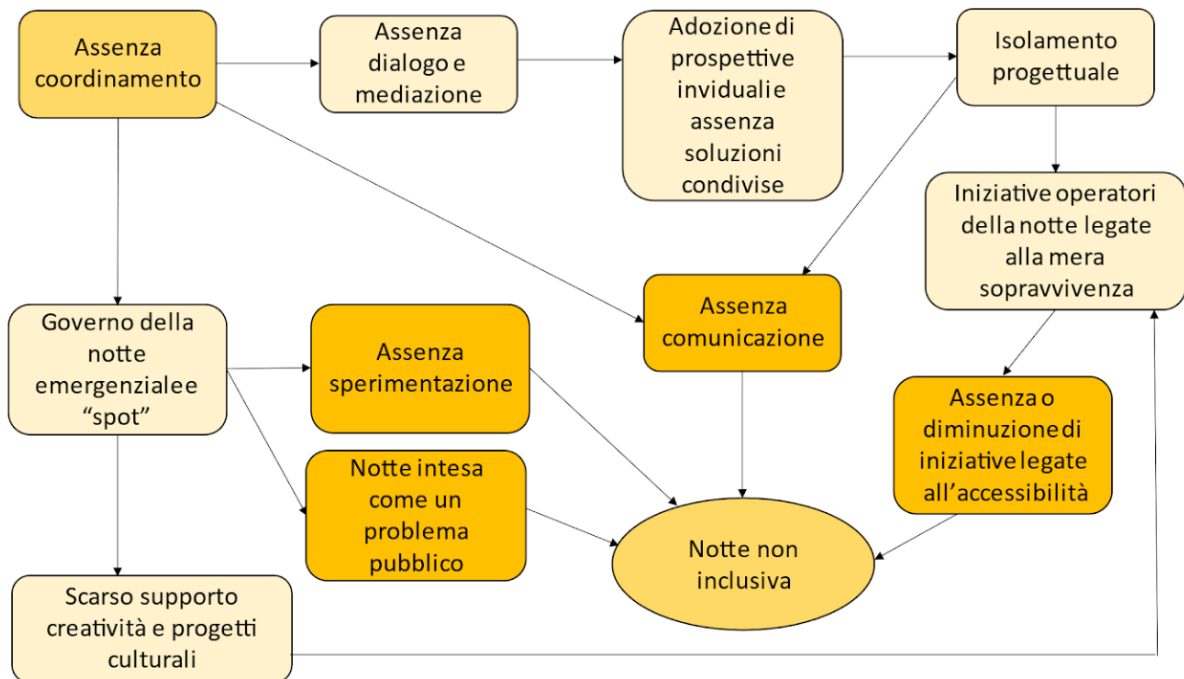 Assenza
coordinamento
Assenza
dialogo e
mediazione
Adozione di
prospettive
inviduali e
assenza
soluzioni
condivise
Isolamento
progettuale
Iniziative operatori
della notte legate
alla mera
sopravvivenza
Governo della
notte
emergenziale e
“spot”
Assenza
sperimentazione
Assenza
comunicazione
Assenza o
diminuzione di
iniziative legate
all’accessibilità
Notte intesa
come un
problema
pubblico
Notte non
inclusiva
Scarso supporto
creatività e progetti
culturali